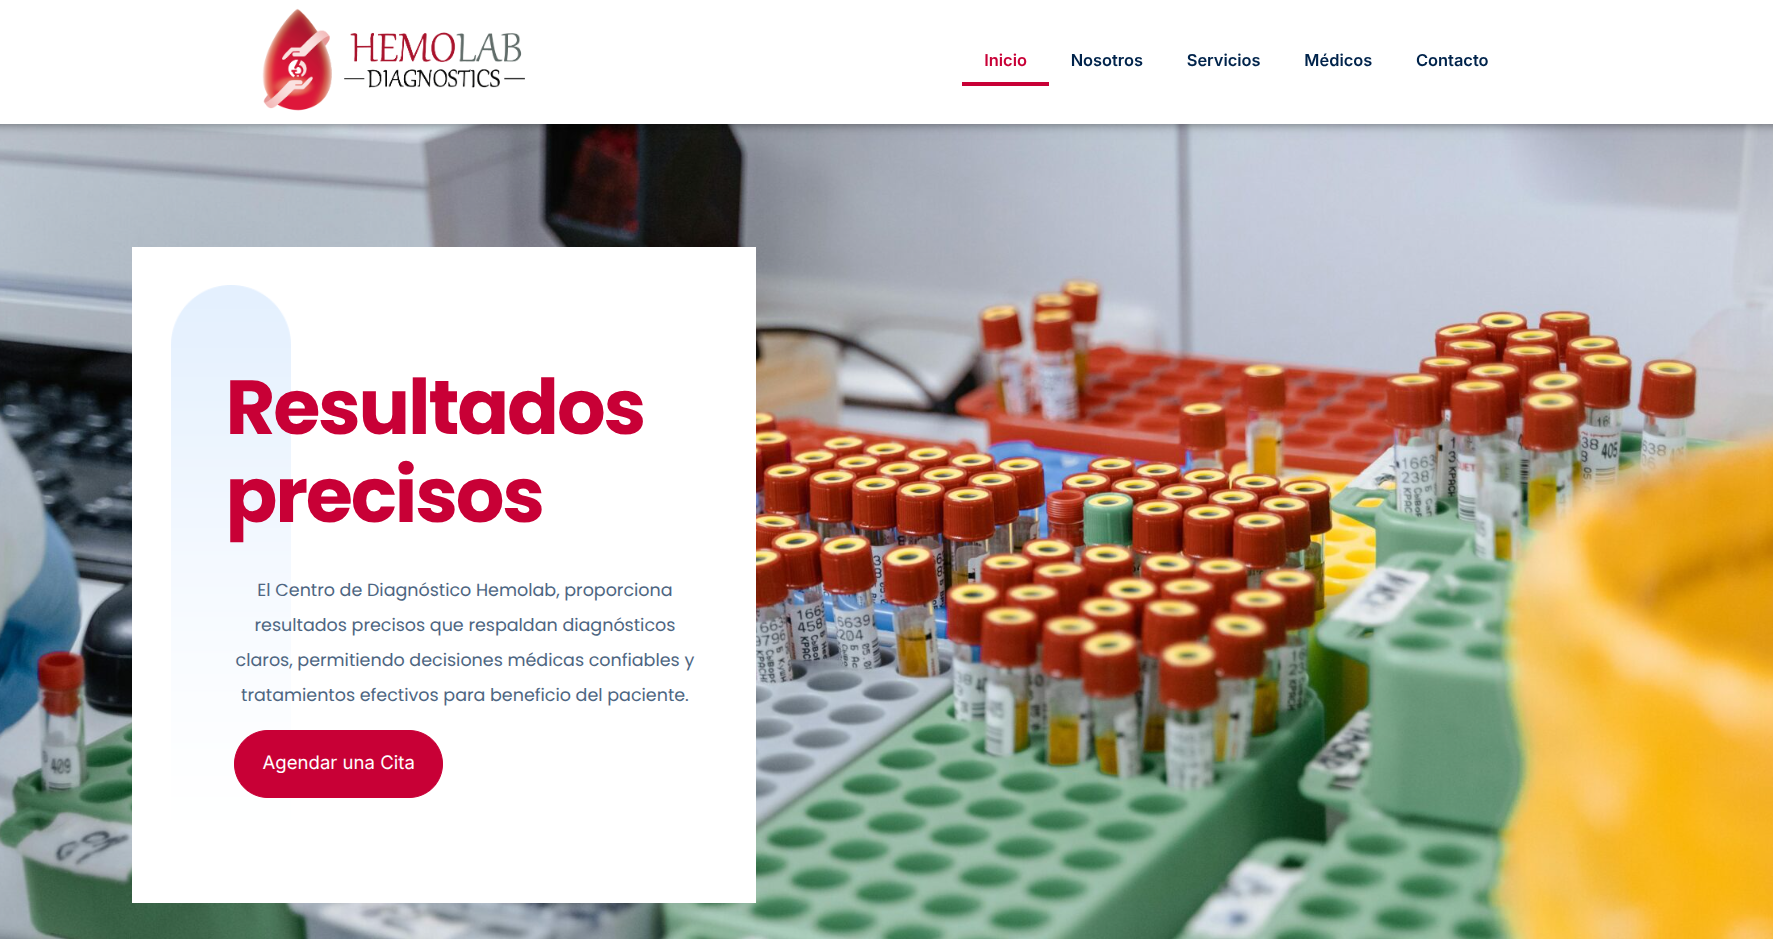 HEMOLAB
DIAGNOSTICS
Inicio
Nosotros
Servicios
Médicos
Contacto
Resultados
precisos
El Centro de Diagnóstico Hemolab, proporciona
resultados precisos que respaldan diagnósticos
claros, permitiendo decisiones médicas confiables y
tratamientos efectivos para beneficio del paciente.
Agendar una Cita